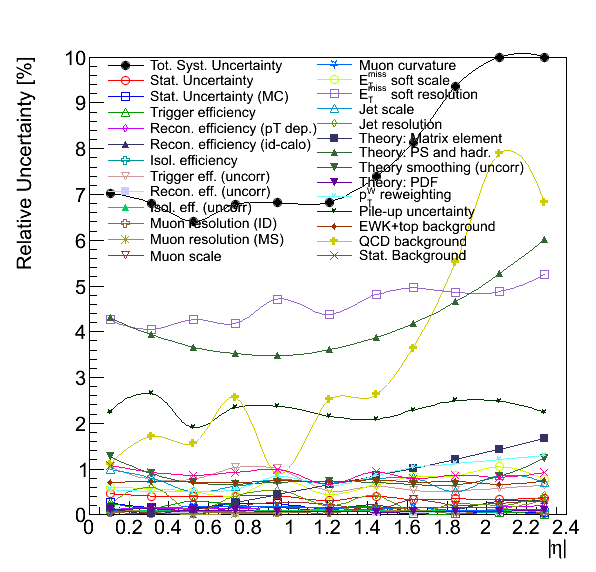 Relative Uncertainty [%]
10
9
8
7
6
5
4
3
2
1
0
Tot. Syst. Uncertainty
Stat. Uncertainty
Stat. Uncertainty (MC)
Trigger efficiency
Recon. efficiency (pT dep.)
Recon. efficiency (id-calo)
Isol. efficiency
Trigger eff. (uncorr)
Recon. eff. (uncorr)
Isol. eff. (uncorr)
Muon resolution (ID)
Muon resolution (MS)
Muon scale
Muon curvature
E_T^miss soft scale
E_T^miss soft resolution
Jet scale
Jet resolution
Theory: Matrix element
Theory: PS and hadr.
Theory smoothing (uncorr)
Theory: PDF
p_T^W reweighting
Pile-up uncertainty
EWK+top background
QCD background
Stat. Background
0 0.2 0.4 0.6 0.8 1 1.2 1.4 1.6 1.8 2 2.2 2.4
|η|